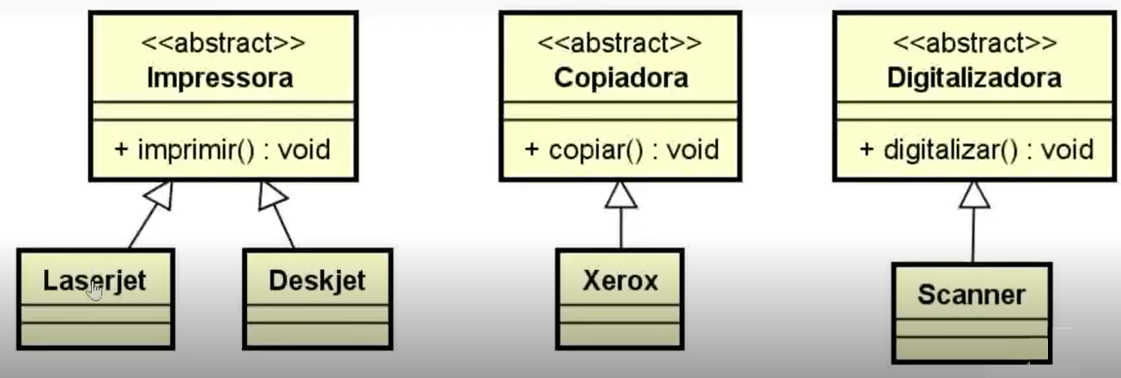 <<abstract>>
Impressora
+ imprimir() : void
<<abstract>>
Copiadora
+ copiar() : void
<<abstract>>
Digitalizadora
+ digitalizar() : void
Laserjet
Deskjet
Xerox
Scanner